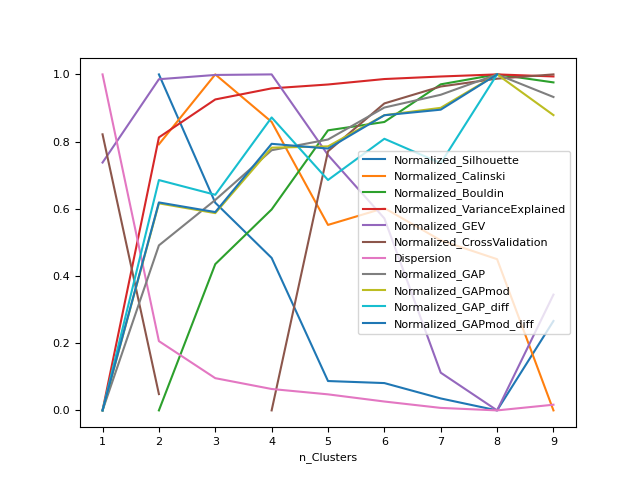 1.0
0.8
0.6
0.4
0.2
0.0
Normalized_Silhouette
Normalized_Calinski
Normalized_Bouldin
Normalized_VarianceExplained
Normalized_GEV
Normalized_CrossValidation
Dispersion
Normalized_GAP
Normalized_GAPmod
Normalized_GAP_diff
Normalized_GAPmod_diff
1 2 3 4 5 6 7 8 9
n_Clusters